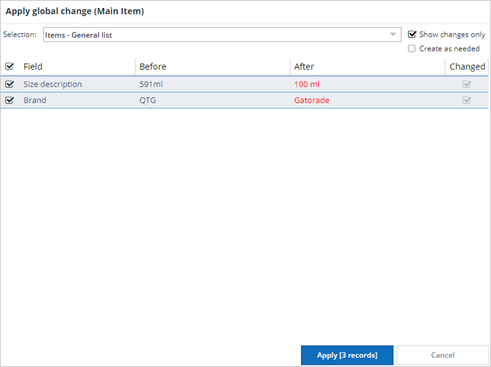 Apply global change (Main Item)
Selection: Items - General list Show changes only
Create as needed
Field Before After Changed
Size description 591ml 100 ml
Brand QTG Gatorade
Apply [3 records] Cancel